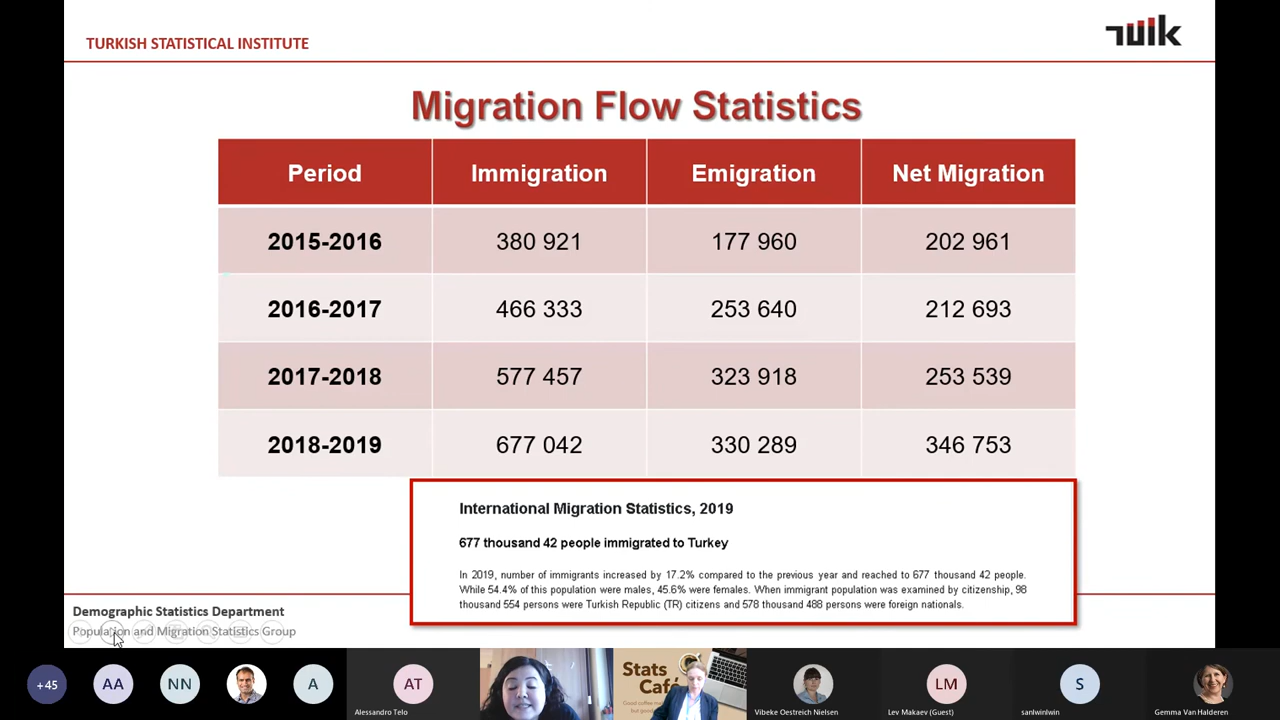 TURKISH STATISTICAL INSTITUTE
TUIK
Migration Flow Statistics
Period Immigration Emigration Net Migration
2015-2016 380 921 177 960 202 961
2016-2017 466 333 253 640 212 693
2017-2018 577 457 323 918 253 539
2018-2019 677 042 330 289 346 753
International Migration Statistics, 2019
677 thousand 42 people immigrated to Turkey
In 2019, number of immigrants increased by 17.2% compared to the previous year and reached to 677 thousand 42 people.
While 54.4% of this population were males, 45.6% were females. When immigrant population was examined by citizenship, 98
thousand 554 persons were Turkish Republic (TR) citizens and 578 thousand 488 persons were foreign nationals.
Demographic Statistics Department
Population and Migration Statistics Group
+45 AA NN A AT LM S
Stats
Café
Good coffee
but good
Alessandro Telo Vibeke Oestreich Nielsen Lev Makaev (Guest) sanlwinlwin Gemma Van Halderen